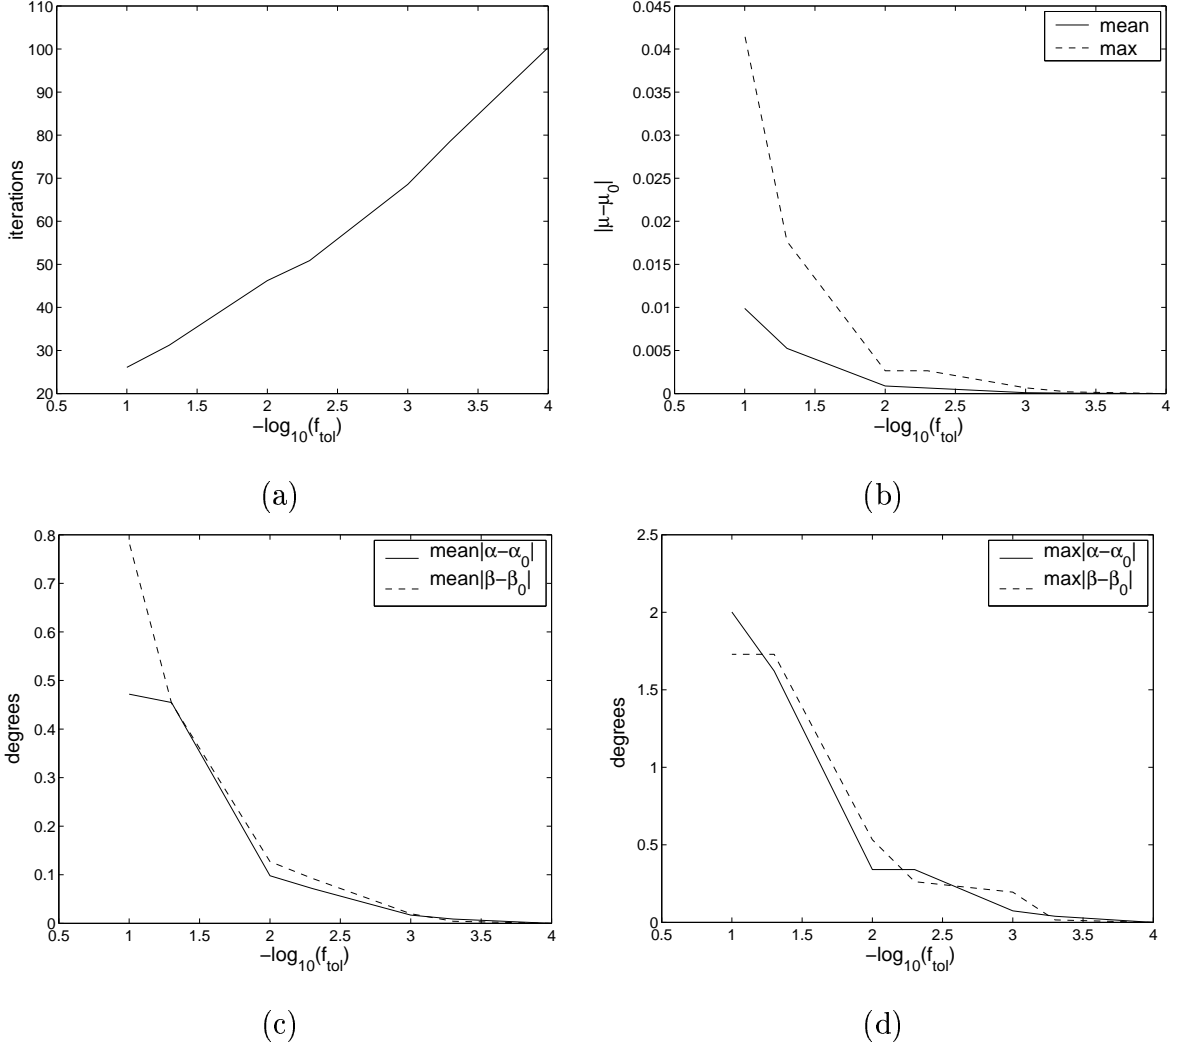 110
100
90
80
70
60
50
40
30
20
iterations
0.5 1 1.5 2 2.5 3 3.5 4
−log10(ftol)
(a)
0.045
0.04
0.035
0.03
0.025
0.02
0.015
0.01
0.005
0
|μ−μ0|
mean
max
0.5 1 1.5 2 2.5 3 3.5 4
−log10(ftol)
(b)
0.8
0.7
0.6
0.5
0.4
0.3
0.2
0.1
0
degrees
mean|α−α0|
mean|β−β0|
0.5 1 1.5 2 2.5 3 3.5 4
−log10(ftol)
(c)
2.5
2
1.5
1
0.5
0
degrees
max|α−α0|
max|β−β0|
0.5 1 1.5 2 2.5 3 3.5 4
−log10(ftol)
(d)